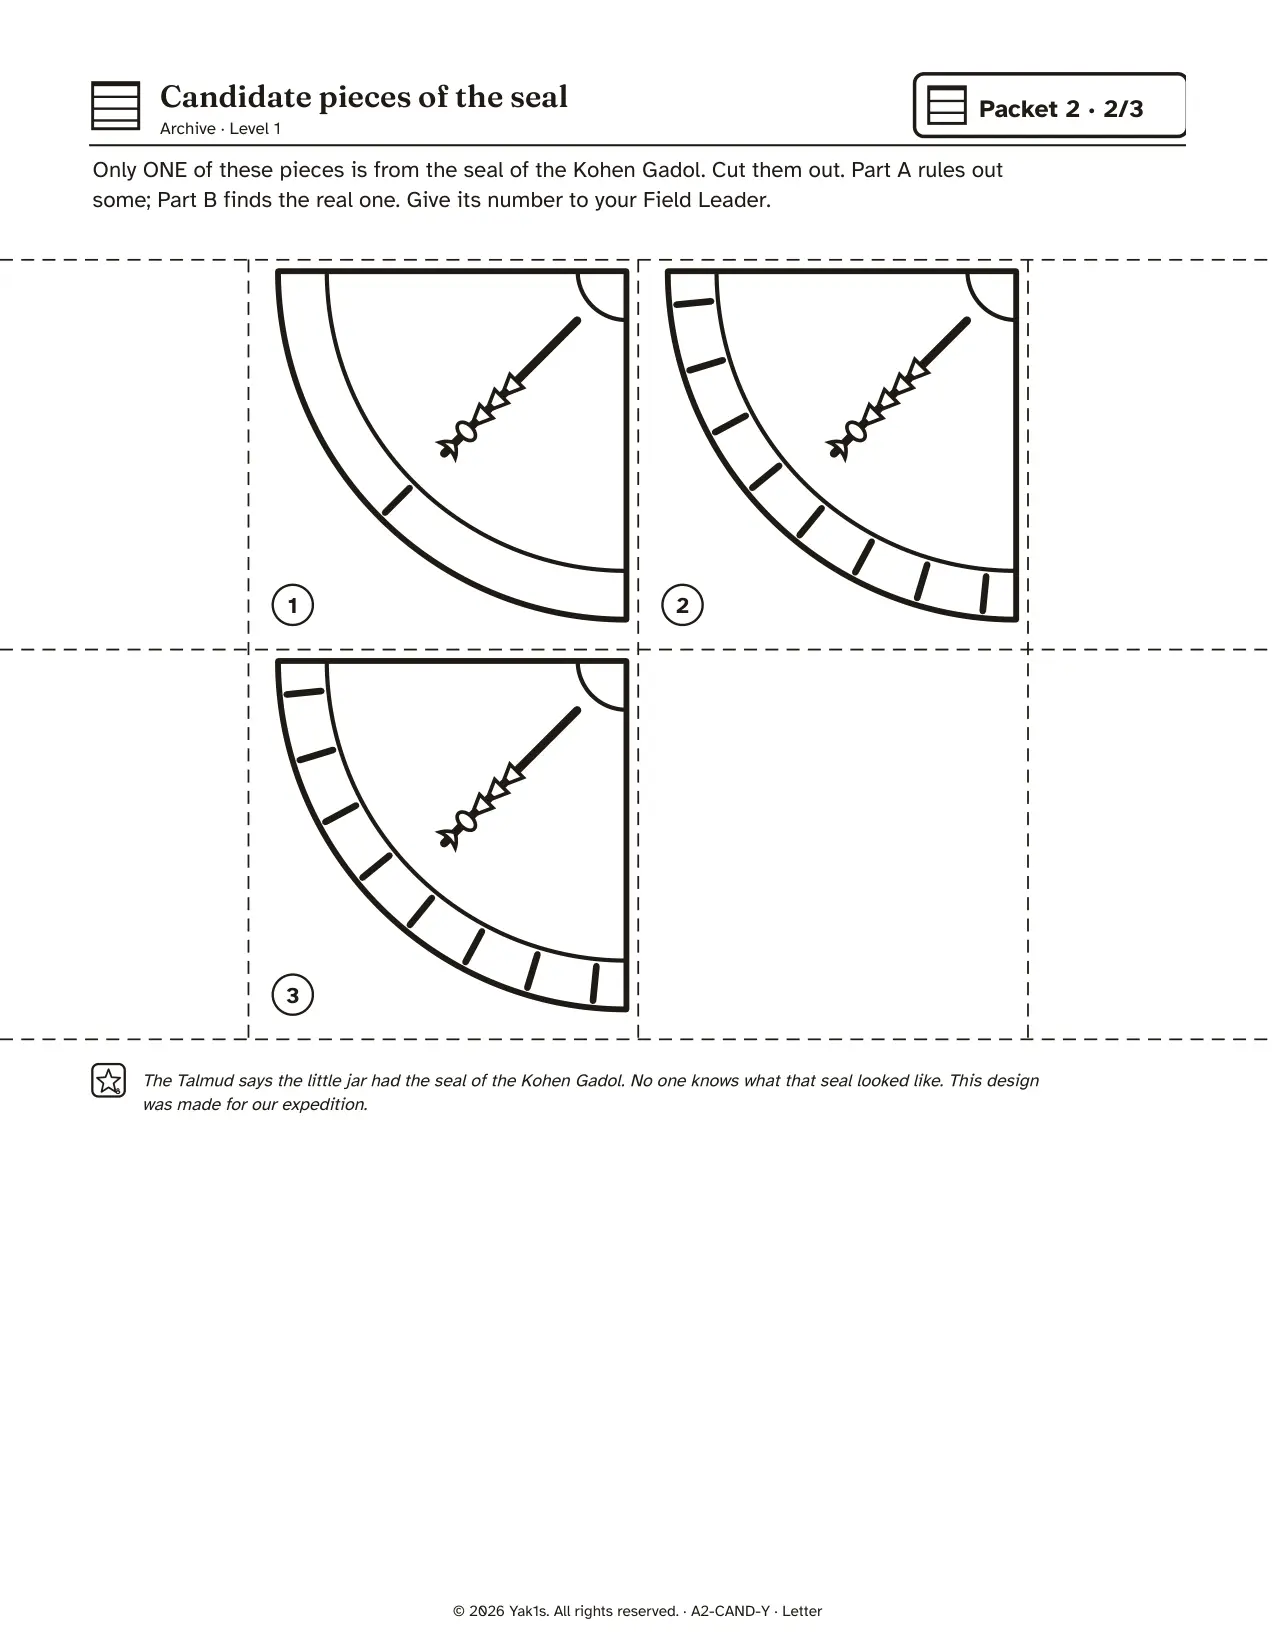 Candidate pieces of the seal
Archive · Level 1
Packet 2 · 2/3
Only ONE of these pieces is from the seal of the Kohen Gadol. Cut them out. Part A rules out
some; Part B finds the real one. Give its number to your Field Leader.
1
2
3
The Talmud says the little jar had the seal of the Kohen Gadol. No one knows what that seal looked like. This design
was made for our expedition.
© 2026 Yak1s. All rights reserved. · A2-CAND-Y · Letter